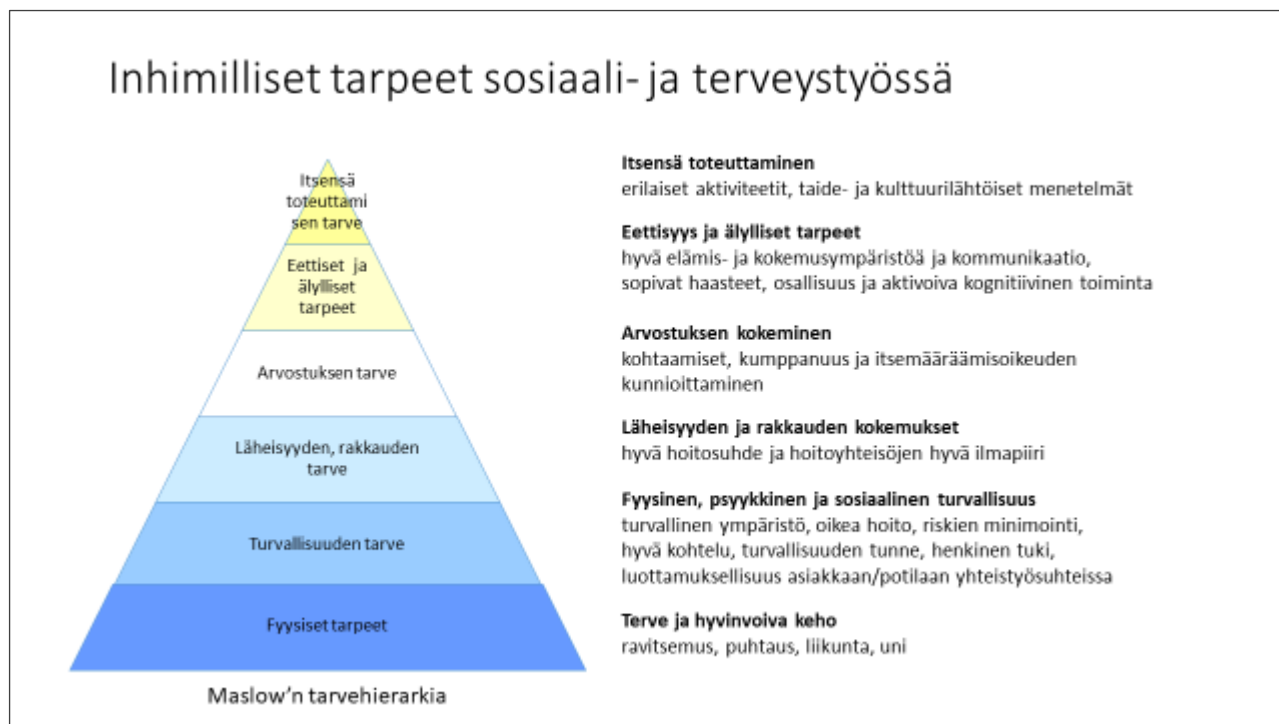 Inhimilliset tarpeet sosiaali- ja terveystyössä
Itsensä
toteuttami
sen tarve
Eettiset ja
älylliset
tarpeet
Arvostuksen tarve
Läheisyyden, rakkauden
tarve
Turvallisuuden tarve
Fyysiset tarpeet
Maslow'n tarvehierarkia
Itsensä toteuttaminen
erilaiset aktiviteetit, taide- ja kulttuurilähtöiset menetelmät
Eettisyys ja älylliset tarpeet
hyvä elämis- ja kokemusympäristöä ja kommunikaatio,
sopivat haasteet, osallisuus ja aktivoiva kognitiivinen toiminta
Arvostuksen kokeminen
kohtaamiset, kumppanuus ja itsemääräämisoikeuden
kunnioittaminen
Läheisyyden ja rakkauden kokemukset
hyvä hoitosuhde ja hoitoyhteisöjen hyvä ilmapiiri
Fyysinen, psyykkinen ja sosiaalinen turvallisuus
turvallinen ympäristö, oikea hoito, riskien minimointi,
hyvä kohtelu, turvallisuuden tunne, henkinen tuki,
luottamuksellisuus asiakkaan/potilaan yhteistyösuhteissa
Terve ja hyvinvoiva keho
ravitsemus, puhtaus, liikunta, uni